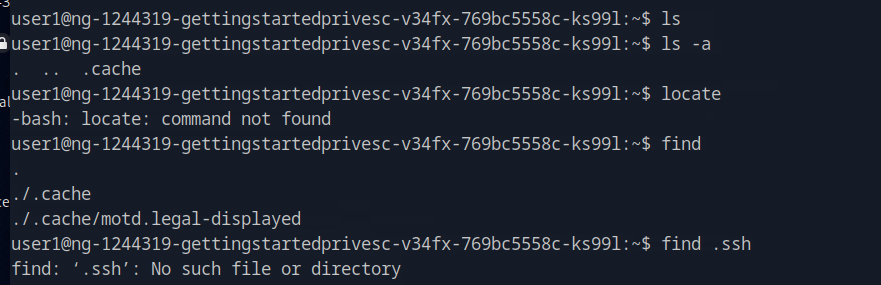 -3
user1@ng-1244319-gettingstartedprivesc-v34fx-769bc5558c-ks99l:~$ ls
user1@ng-1244319-gettingstartedprivesc-v34fx-769bc5558c-ks99l:~$ ls -a
.  ..  .cache
al
user1@ng-1244319-gettingstartedprivesc-v34fx-769bc5558c-ks99l:~$ locate
-bash: locate: command not found
user1@ng-1244319-gettingstartedprivesc-v34fx-769bc5558c-ks99l:~$ find
.
./.cache
ce
./.cache/motd.legal-displayed
user1@ng-1244319-gettingstartedprivesc-v34fx-769bc5558c-ks99l:~$ find .ssh
find: ‘.ssh’: No such file or directory